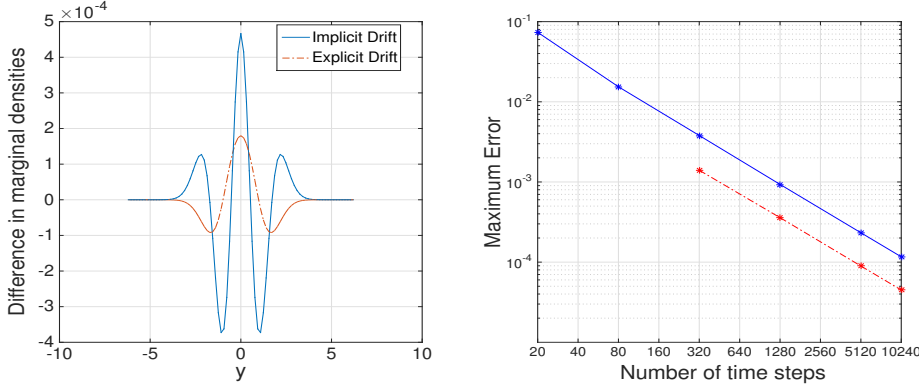 5 ×10⁻⁴
4
3
2
1
0
-1
-2
-3
-4
Difference in marginal densities
Implicit Drift
Explicit Drift
-10 -5 0 5 10
y
10⁻¹
10⁻²
10⁻³
10⁻⁴
Maximum Error
20 40 80 160 320 640 1280 2560 5120 10240
Number of time steps